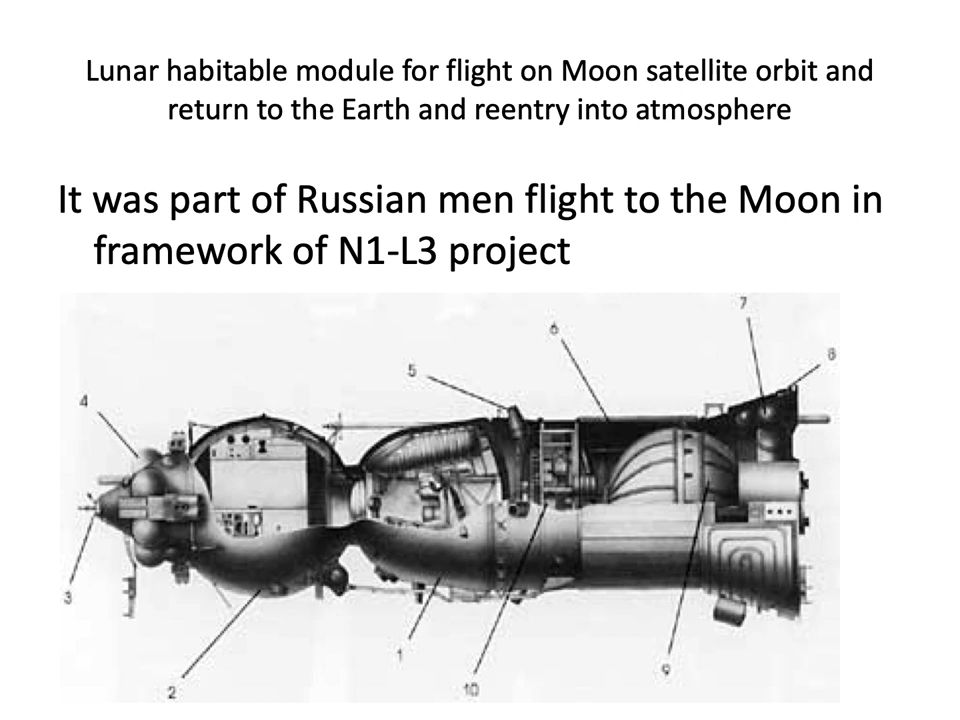 Lunar habitable module for flight on Moon satellite orbit and
return to the Earth and reentry into atmosphere
It was part of Russian men flight to the Moon in
framework of N1-L3 project
7
6
8
5
4
3
1
9
2
10